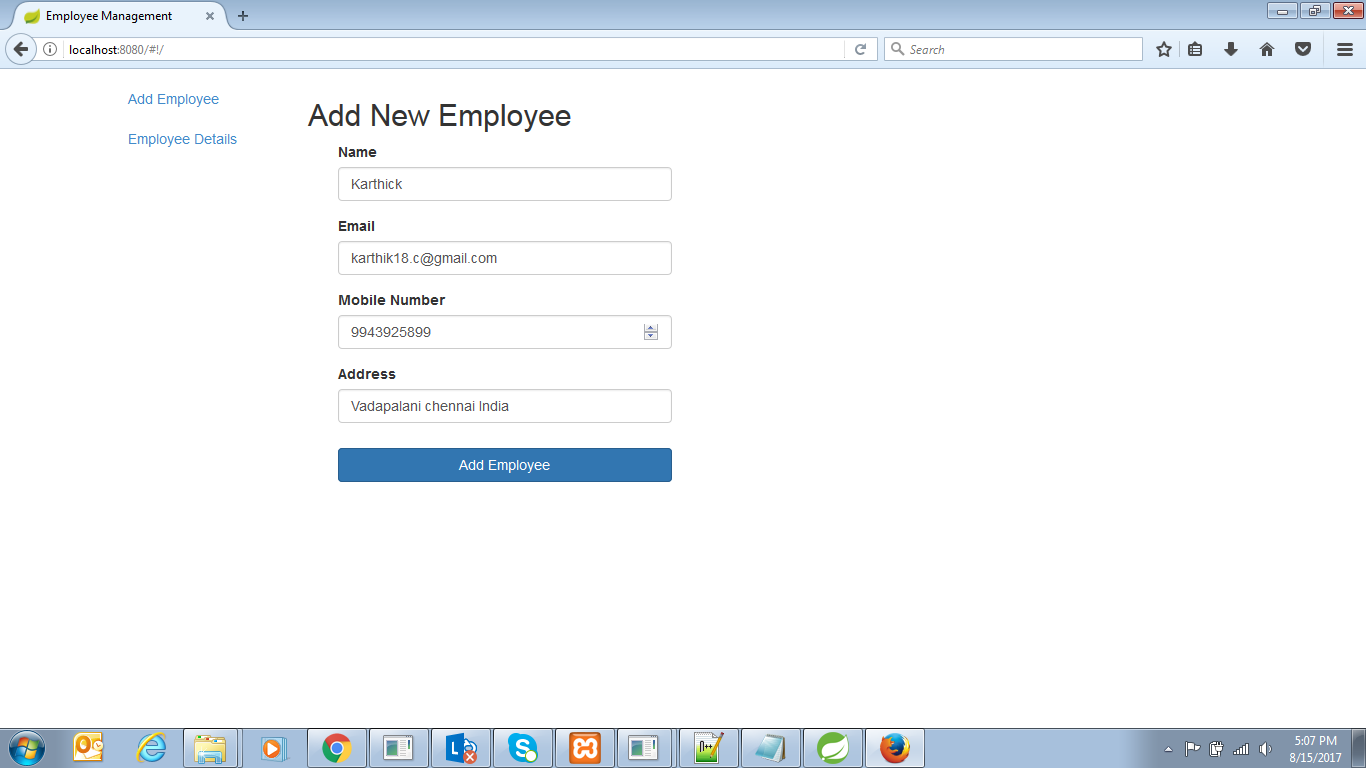 Employee Management
localhost:8080/#!/
Search
Add Employee
Employee Details
Add New Employee
Name
Karthick
Email
karthik18.c@gmail.com
Mobile Number
9943925899
Address
Vadapalani chennai India
Add Employee
5:07 PM
8/15/2017